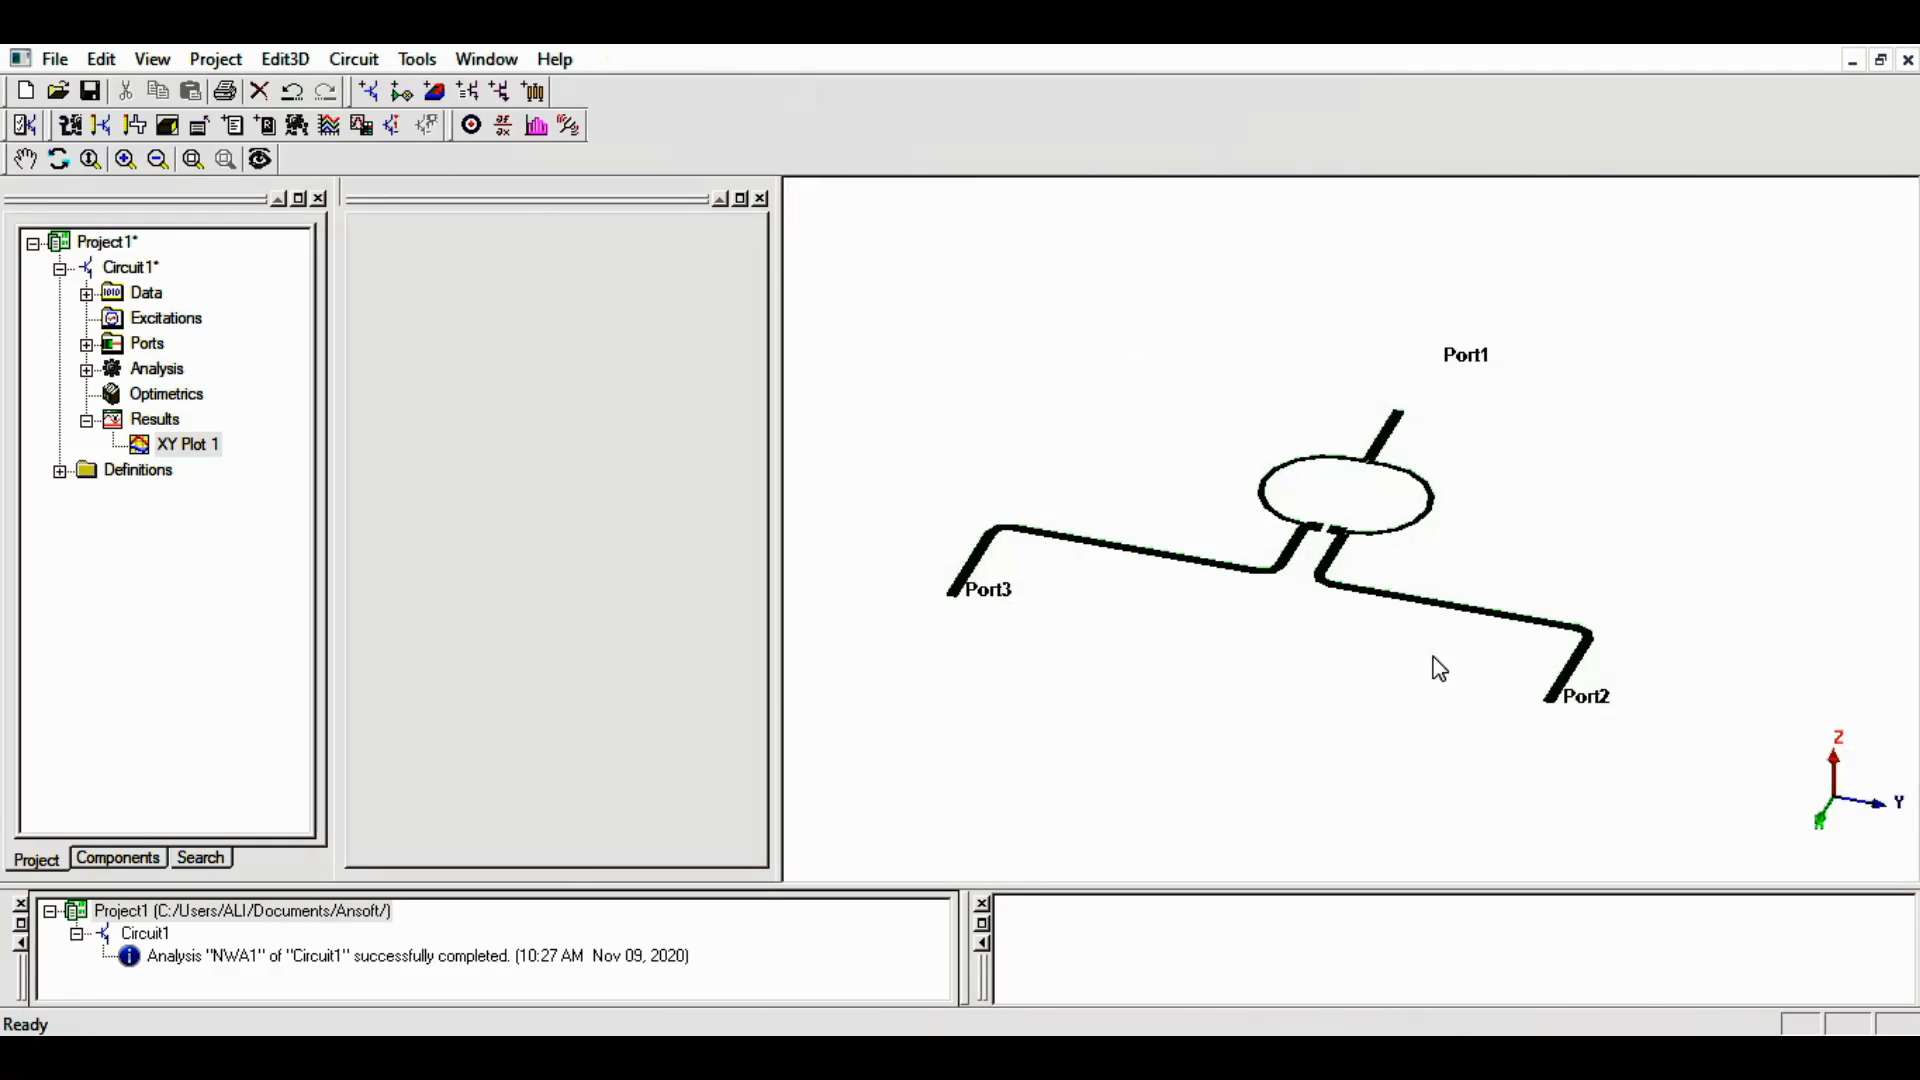 File Edit View Project Edit3D Circuit Tools Window Help
Project1*
Circuit1*
Data
Excitations
Ports
Analysis
Optimetrics
Results
XY Plot 1
Definitions
Project Components Search
Port1
Port3
Port2
Z
Y
Project1 (C:/Users/ALI/Documents/Ansoft/)
Circuit1
Analysis "NWA1" of "Circuit1" successfully completed. (10:27 AM Nov 09, 2020)
Ready